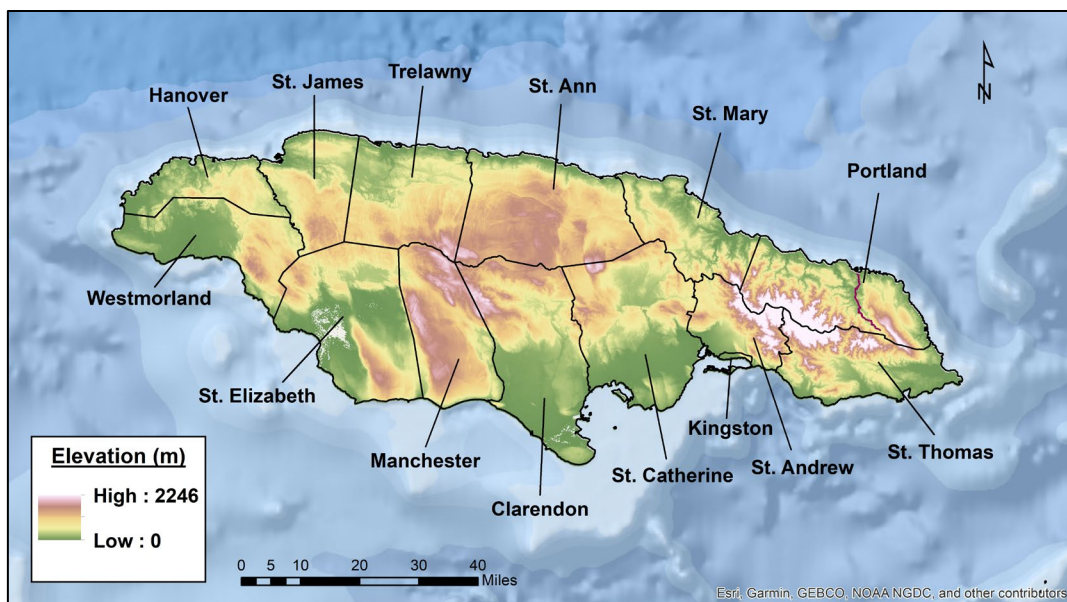 Hanover
St. James
Trelawny
St. Ann
St. Mary
Portland
Westmorland
St. Elizabeth
Manchester
Clarendon
St. Catherine
Kingston
St. Andrew
St. Thomas
N
Elevation (m)
High : 2246
Low : 0
0 5 10 20 30 40
Miles
Esri, Garmin, GEBCO, NOAA NGDC, and other contributors